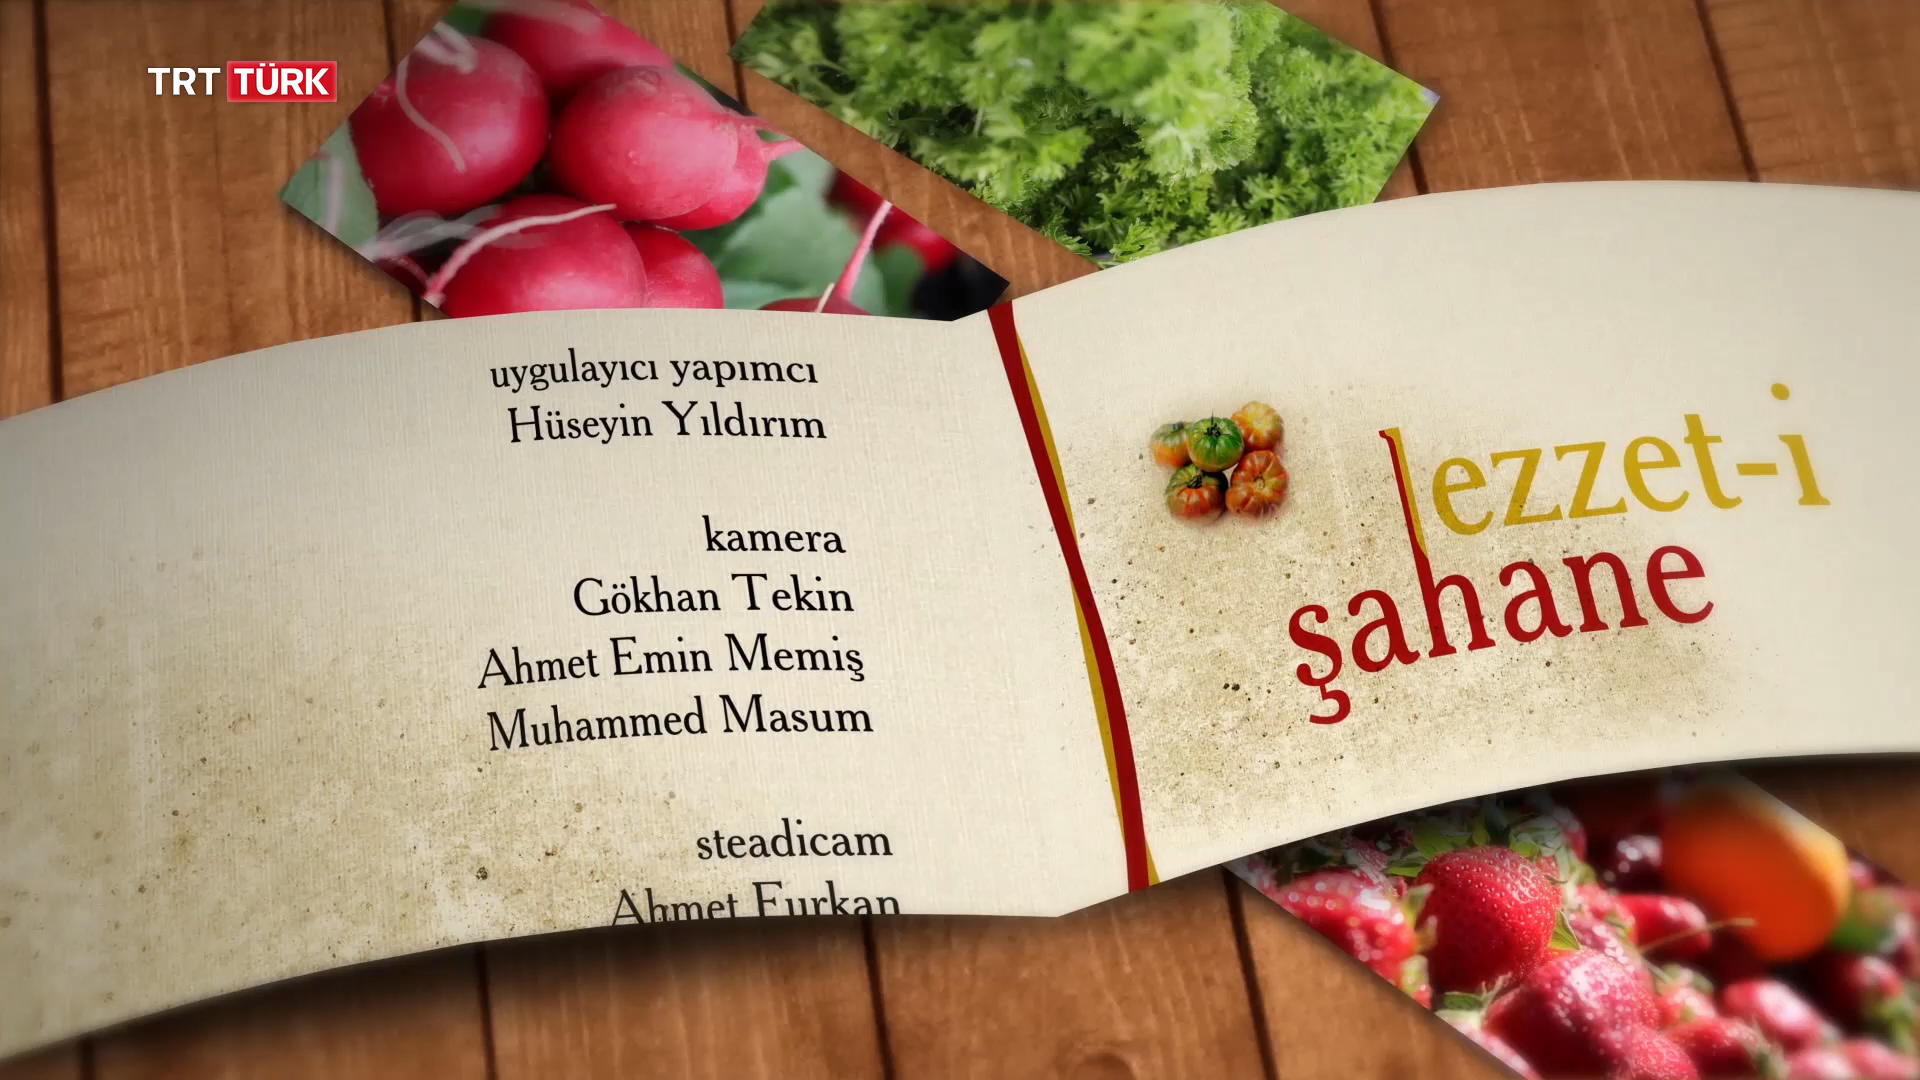 TRT TÜRK
uygulayıcı yapımcı
Hüseyin Yıldırım
kamera
Gökhan Tekin
Ahmet Emin Memiş
Muhammed Masum
steadicam
Ahmet Furkan
lezzet-i
şahane